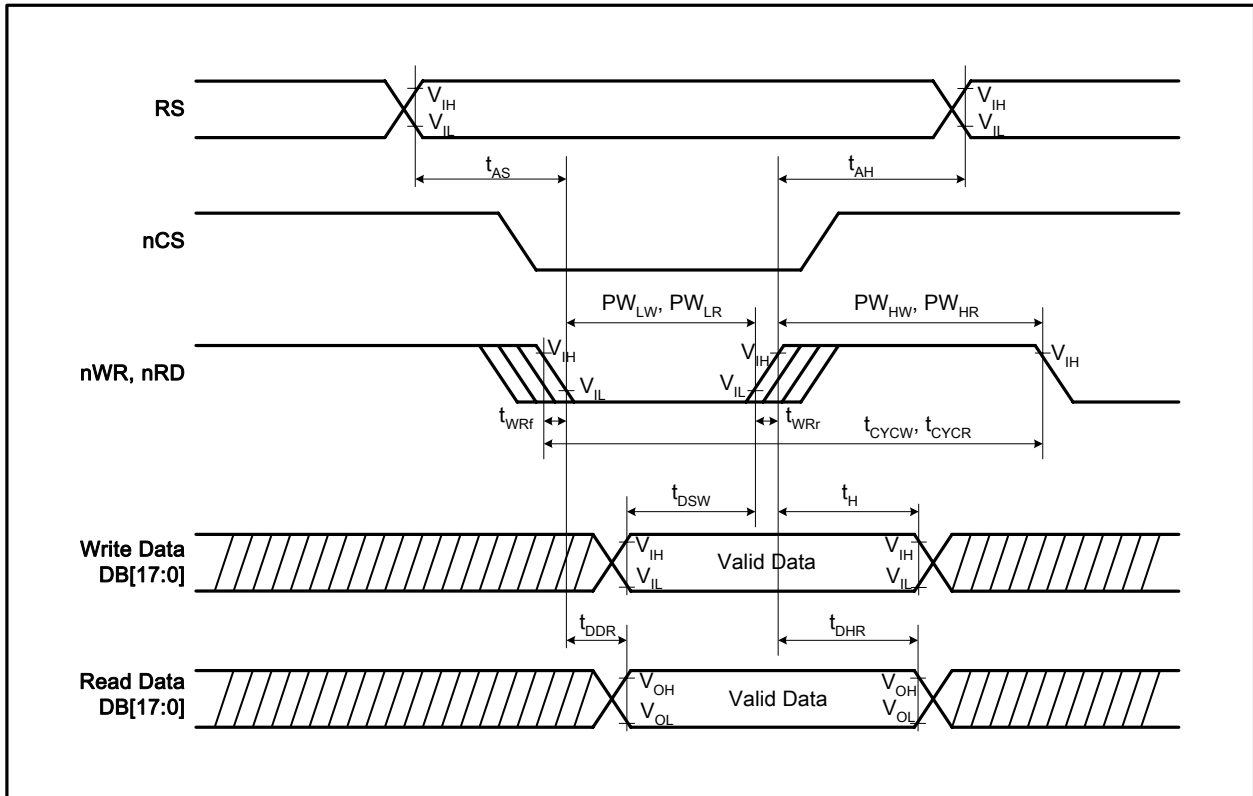 RS
V_IH
V_IL
V_IH
V_IL
t_AS
t_AH
nCS
PW_LW, PW_LR
PW_HW, PW_HR
nWR, nRD
V_IH
V_IL
V_IH
V_IL
V_IH
t_WRf
t_WRr
t_CYCW, t_CYCR
t_DSW
t_H
Write Data
DB[17:0]
V_IH
V_IL
Valid Data
V_IH
V_IL
t_DDR
t_DHR
Read Data
DB[17:0]
V_OH
V_OL
Valid Data
V_OH
V_OL